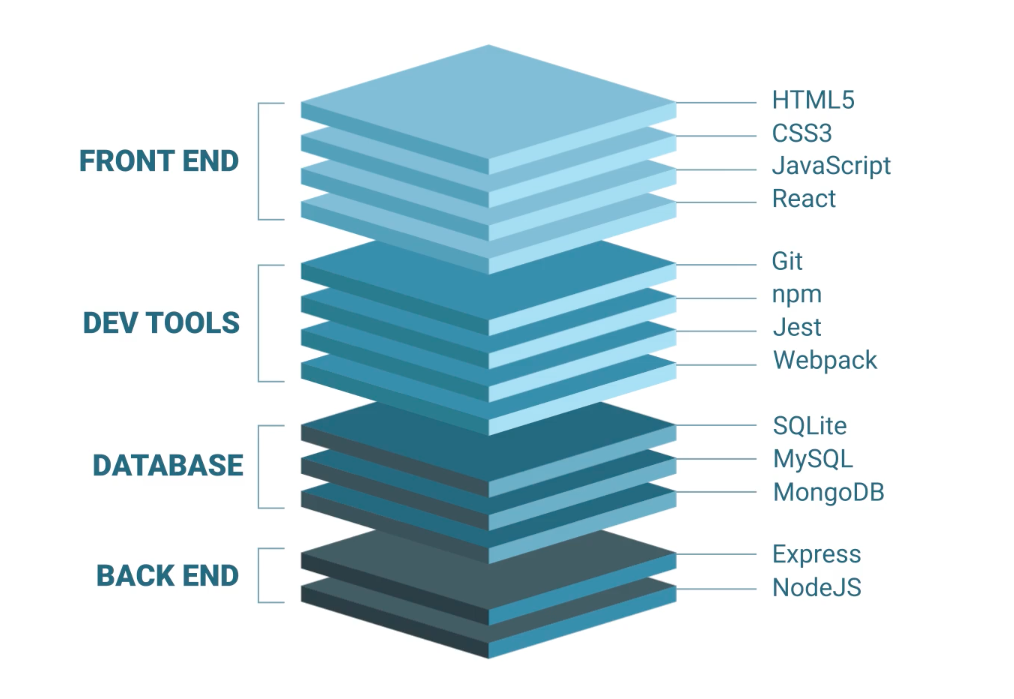 FRONT END
HTML5
CSS3
JavaScript
React
DEV TOOLS
Git
npm
Jest
Webpack
DATABASE
SQLite
MySQL
MongoDB
BACK END
Express
NodeJS